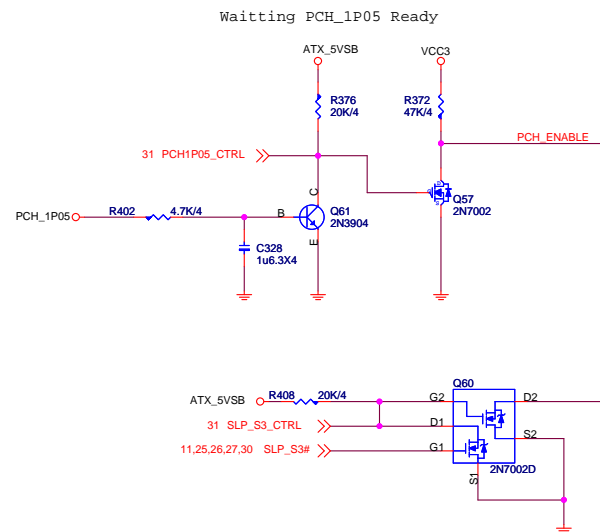 Waitting PCH_1P05 Ready
ATX_5VSB
VCC3
R376
20K/4
R372
47K/4
PCH_ENABLE
31 PCH1P05_CTRL
Q57
2N7002
C
PCH_1P05
R402
4.7K/4
B
Q61
2N3904
E
C328
1u6.3X4
Q60
ATX_5VSB
R408
20K/4
G2
D2
31 SLP_S3_CTRL
D1
S2
11,25,26,27,30 SLP_S3#
G1
S1
2N7002D